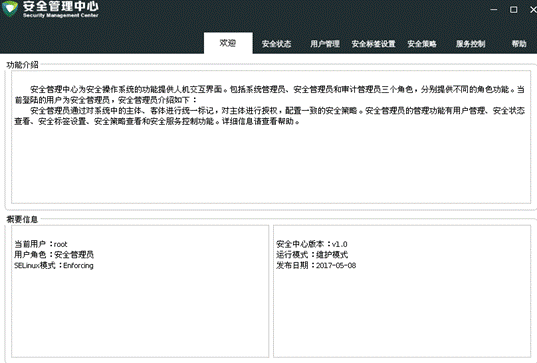 安全管理中心
Security Management Center
欢迎 安全状态 用户管理 安全标签设置 安全策略 服务控制 帮助
功能介绍
安全管理中心为安全操作系统的功能提供人机交互界面。包括系统管理员、安全管理员和审计管理员三个角色，分别提供不同的角色功能。当
前登陆的用户为安全管理员，安全管理员介绍如下：
安全管理员通过对系统中的主体、客体进行统一标记，对主体进行授权，配置一致的安全策略。安全管理员的管理功能有用户管理、安全状态
查看、安全标签设置、安全策略查看和安全服务控制功能。详细信息请查看帮助。
概要信息
当前用户：root
用户角色：安全管理员
SELinux模式：Enforcing
安全中心版本：v1.0
运行模式：维护模式
发布日期：2017-05-08